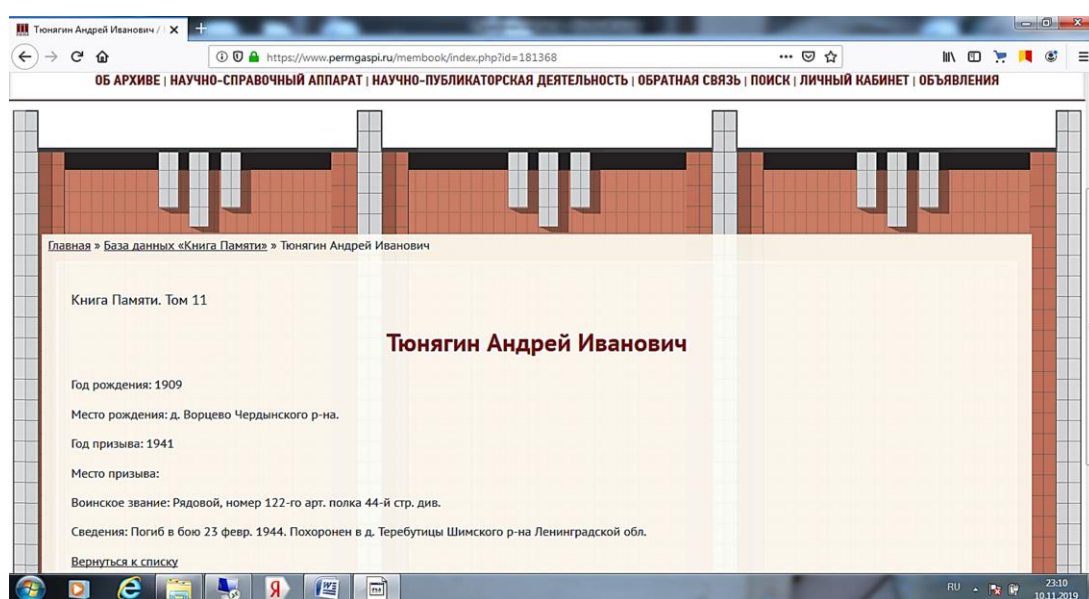 Тюнягин Андрей Иванович /
https://www.permgaspi.ru/membook/index.php?id=181368
ОБ АРХИВЕ | НАУЧНО-СПРАВОЧНЫЙ АППАРАТ | НАУЧНО-ПУБЛИКАТОРСКАЯ ДЕЯТЕЛЬНОСТЬ | ОБРАТНАЯ СВЯЗЬ | ПОИСК | ЛИЧНЫЙ КАБИНЕТ | ОБЪЯВЛЕНИЯ
Главная » База данных «Книга Памяти» » Тюнягин Андрей Иванович
Книга Памяти. Том 11
Тюнягин Андрей Иванович
Год рождения: 1909
Место рождения: д. Ворцево Чердынского р-на.
Год призыва: 1941
Место призыва:
Воинское звание: Рядовой, номер 122-го арт. полка 44-й стр. див.
Сведения: Погиб в бою 23 февр. 1944. Похоронен в д. Теребутицы Шимского р-на Ленинградской обл.
Вернуться к списку
RU
23:10
10.11.2019